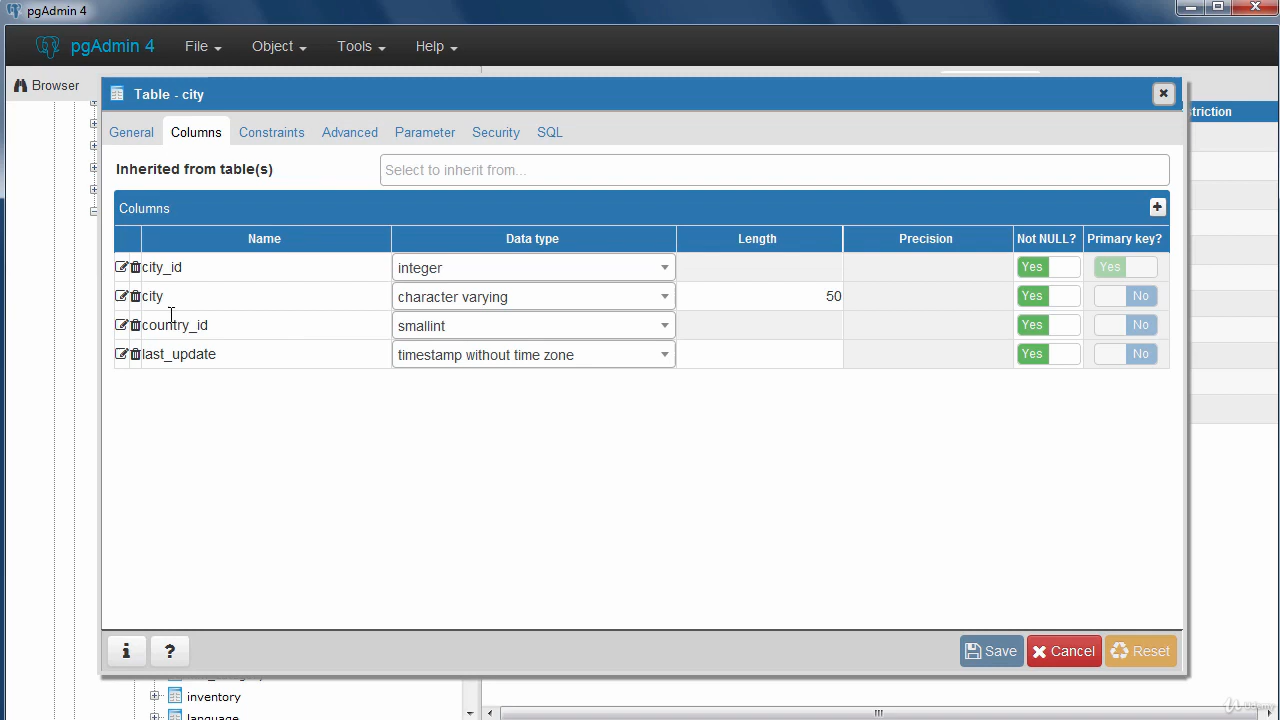 pgAdmin 4
pgAdmin 4 File Object Tools Help
Browser
Table - city
General Columns Constraints Advanced Parameter Security SQL
Inherited from table(s) Select to inherit from...
Columns
Name Data type Length Precision Not NULL? Primary key?
city_id integer Yes Yes
city character varying 50 Yes No
country_id smallint Yes No
last_update timestamp without time zone Yes No
i ? Save Cancel Reset
inventory
language
Udemy